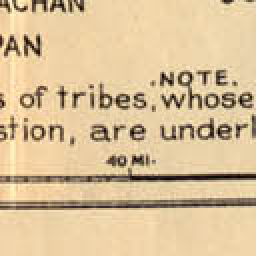 ACHAN
PAN
.NOTE.
s of tribes, whose
stion, are underl
40 MI.